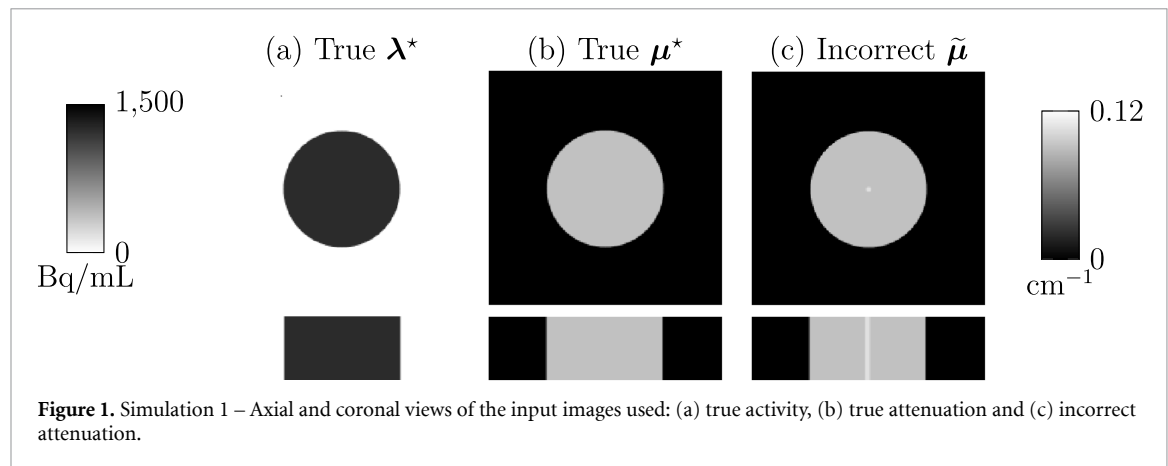 (a) True λ* (b) True μ* (c) Incorrect μ̃
1,500
0
Bq/mL
0.12
0
cm⁻¹
Figure 1. Simulation 1 – Axial and coronal views of the input images used: (a) true activity, (b) true attenuation and (c) incorrect
attenuation.